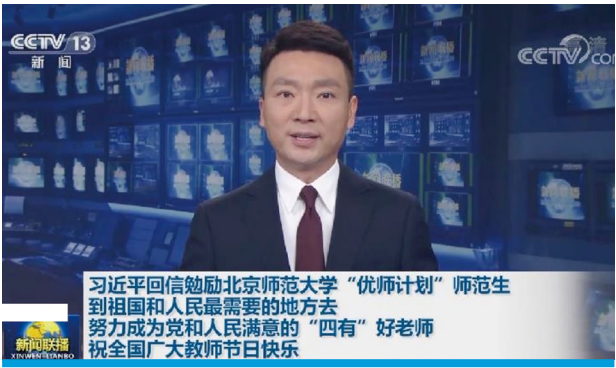 CCTV 13
新闻
CCTV.com
习近平回信勉励北京师范大学“优师计划”师范生
到祖国和人民最需要的地方去
努力成为党和人民满意的“四有”好老师
祝全国广大教师节日快乐
新闻联播
XINWEN LIANBO